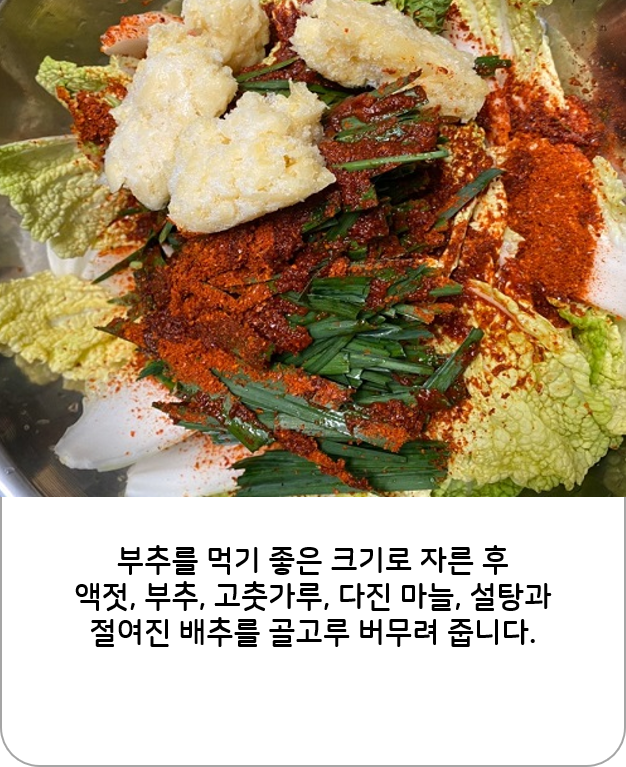 부추를 먹기 좋은 크기로 자른 후
액젓, 부추, 고춧가루, 다진 마늘, 설탕과
절여진 배추를 골고루 버무려 줍니다.